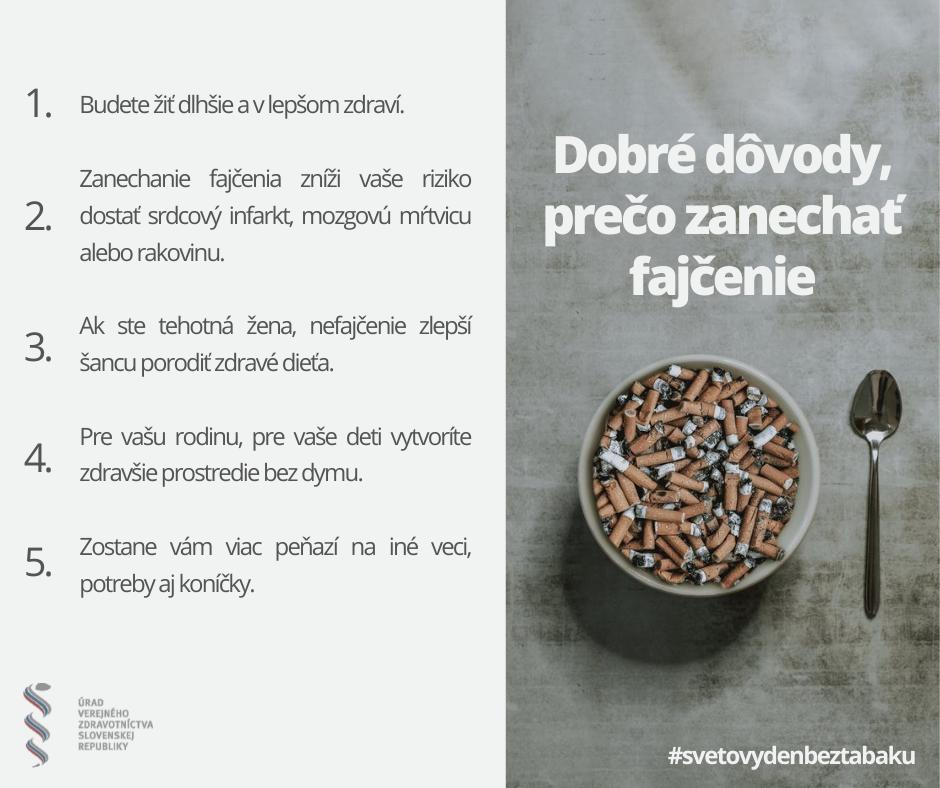 1. Budete žiť dlhšie a v lepšom zdraví.
2. Zanechanie fajčenia zníži vaše riziko
dostať srdcový infarkt, mozgovú mŕtvicu
alebo rakovinu.
3. Ak ste tehotná žena, nefajčenie zlepší
šancu porodiť zdravé dieťa.
4. Pre vašu rodinu, pre vaše deti vytvoríte
zdravšie prostredie bez dymu.
5. Zostane vám viac peňazí na iné veci,
potreby aj koníčky.
ÚRAD
VEREJNÉHO
ZDRAVOTNÍCTVA
SLOVENSKEJ
REPUBLIKY
Dobré dôvody,
prečo zanechať
fajčenie
#svetovydenbeztabaku